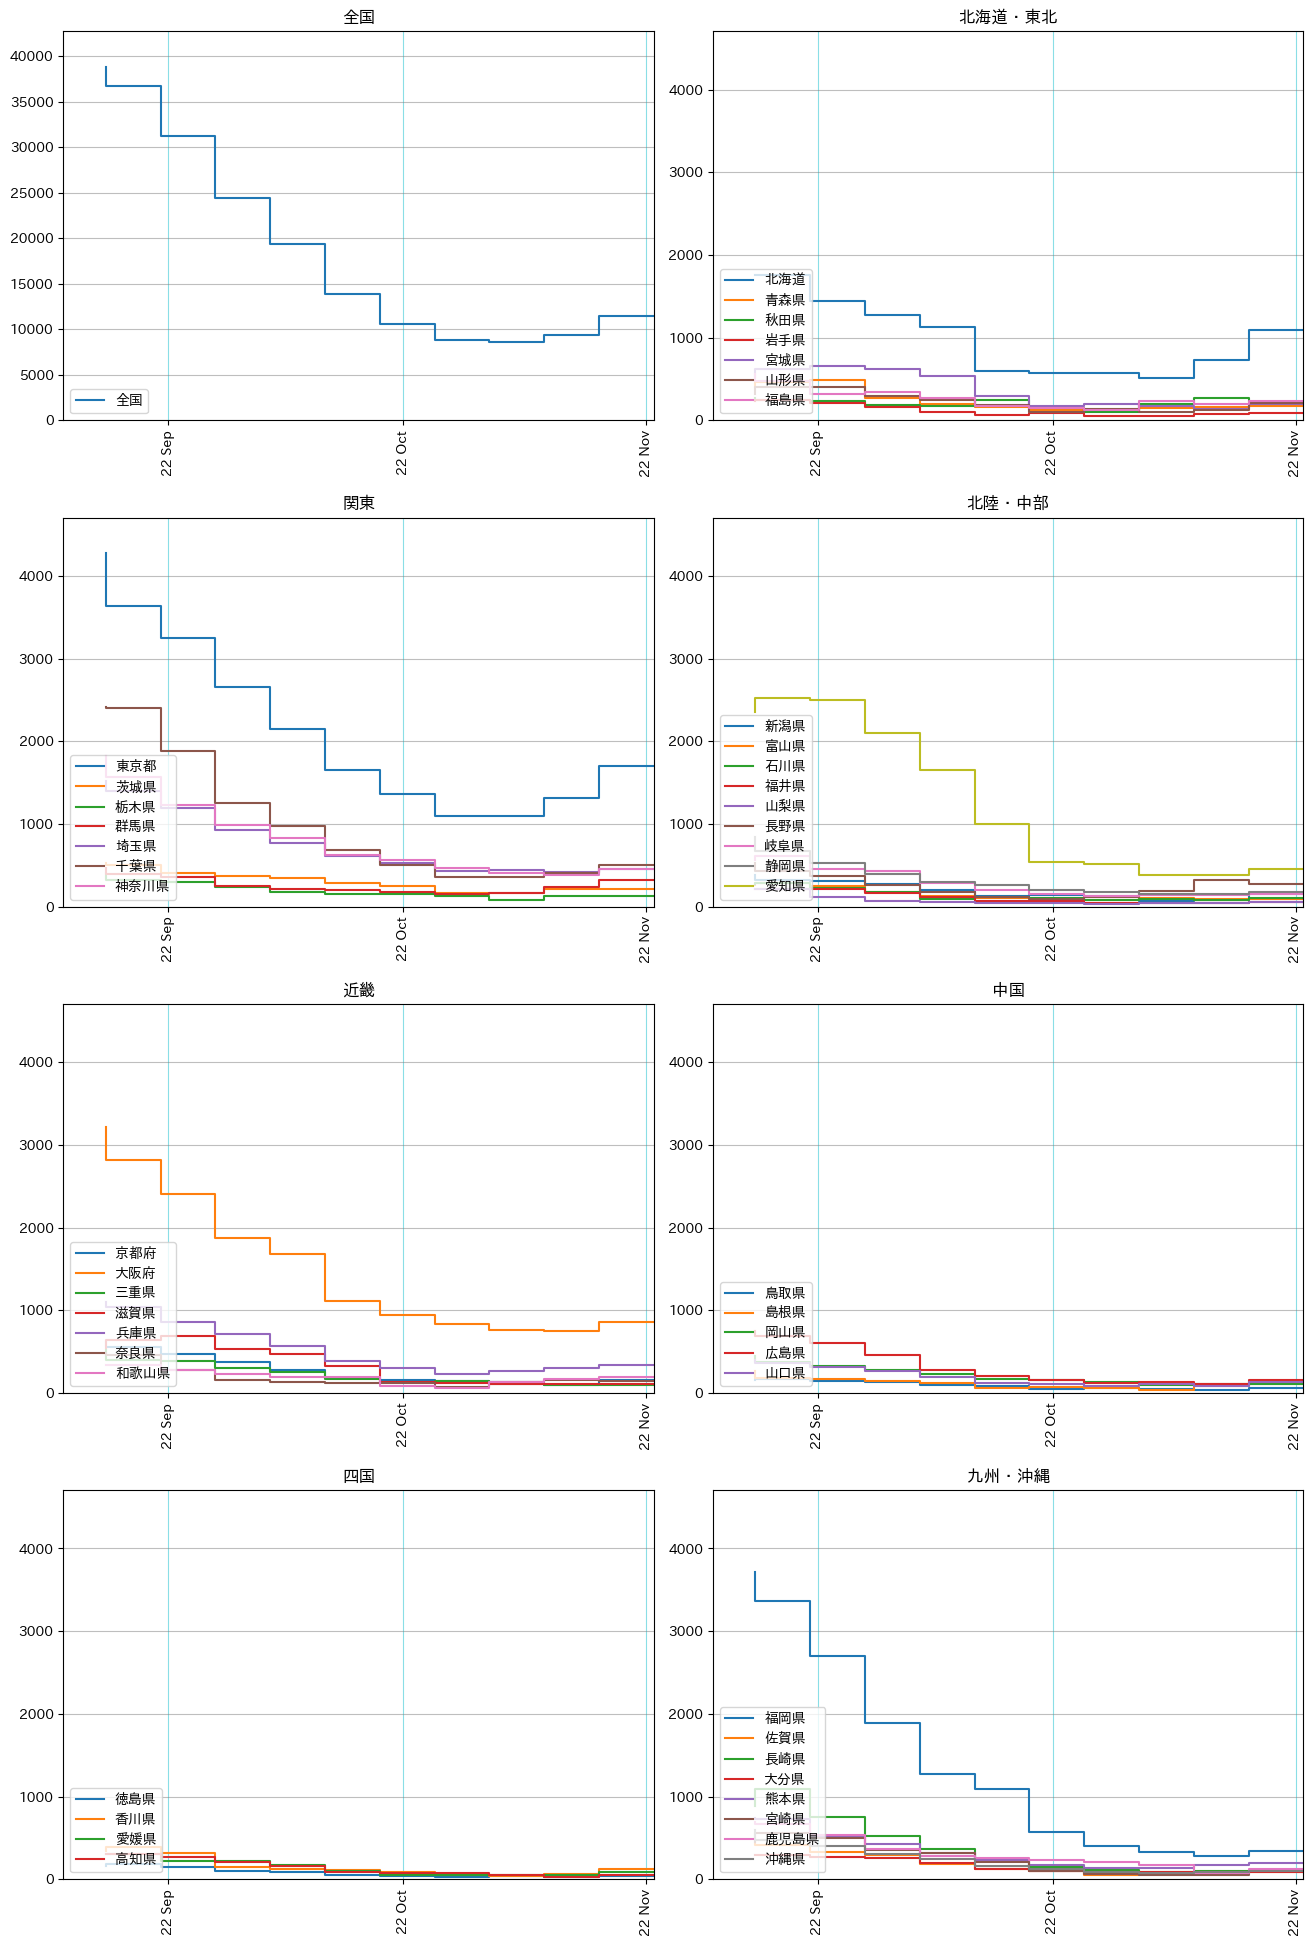 全国
40000
35000
30000
25000
20000
15000
10000
5000
0
全国
22 Sep
22 Oct
22 Nov
北海道・東北
4000
3000
2000
1000
0
北海道
青森県
秋田県
岩手県
宮城県
山形県
福島県
22 Sep
22 Oct
22 Nov
関東
4000
3000
2000
1000
0
東京都
茨城県
栃木県
群馬県
埼玉県
千葉県
神奈川県
22 Sep
22 Oct
22 Nov
北陸・中部
4000
3000
2000
1000
0
新潟県
富山県
石川県
福井県
山梨県
長野県
岐阜県
静岡県
愛知県
22 Sep
22 Oct
22 Nov
近畿
4000
3000
2000
1000
0
京都府
大阪府
三重県
滋賀県
兵庫県
奈良県
和歌山県
22 Sep
22 Oct
22 Nov
中国
4000
3000
2000
1000
0
鳥取県
島根県
岡山県
広島県
山口県
22 Sep
22 Oct
22 Nov
四国
4000
3000
2000
1000
0
徳島県
香川県
愛媛県
高知県
22 Sep
22 Oct
22 Nov
九州・沖縄
4000
3000
2000
1000
0
福岡県
佐賀県
長崎県
大分県
熊本県
宮崎県
鹿児島県
沖縄県
22 Sep
22 Oct
22 Nov